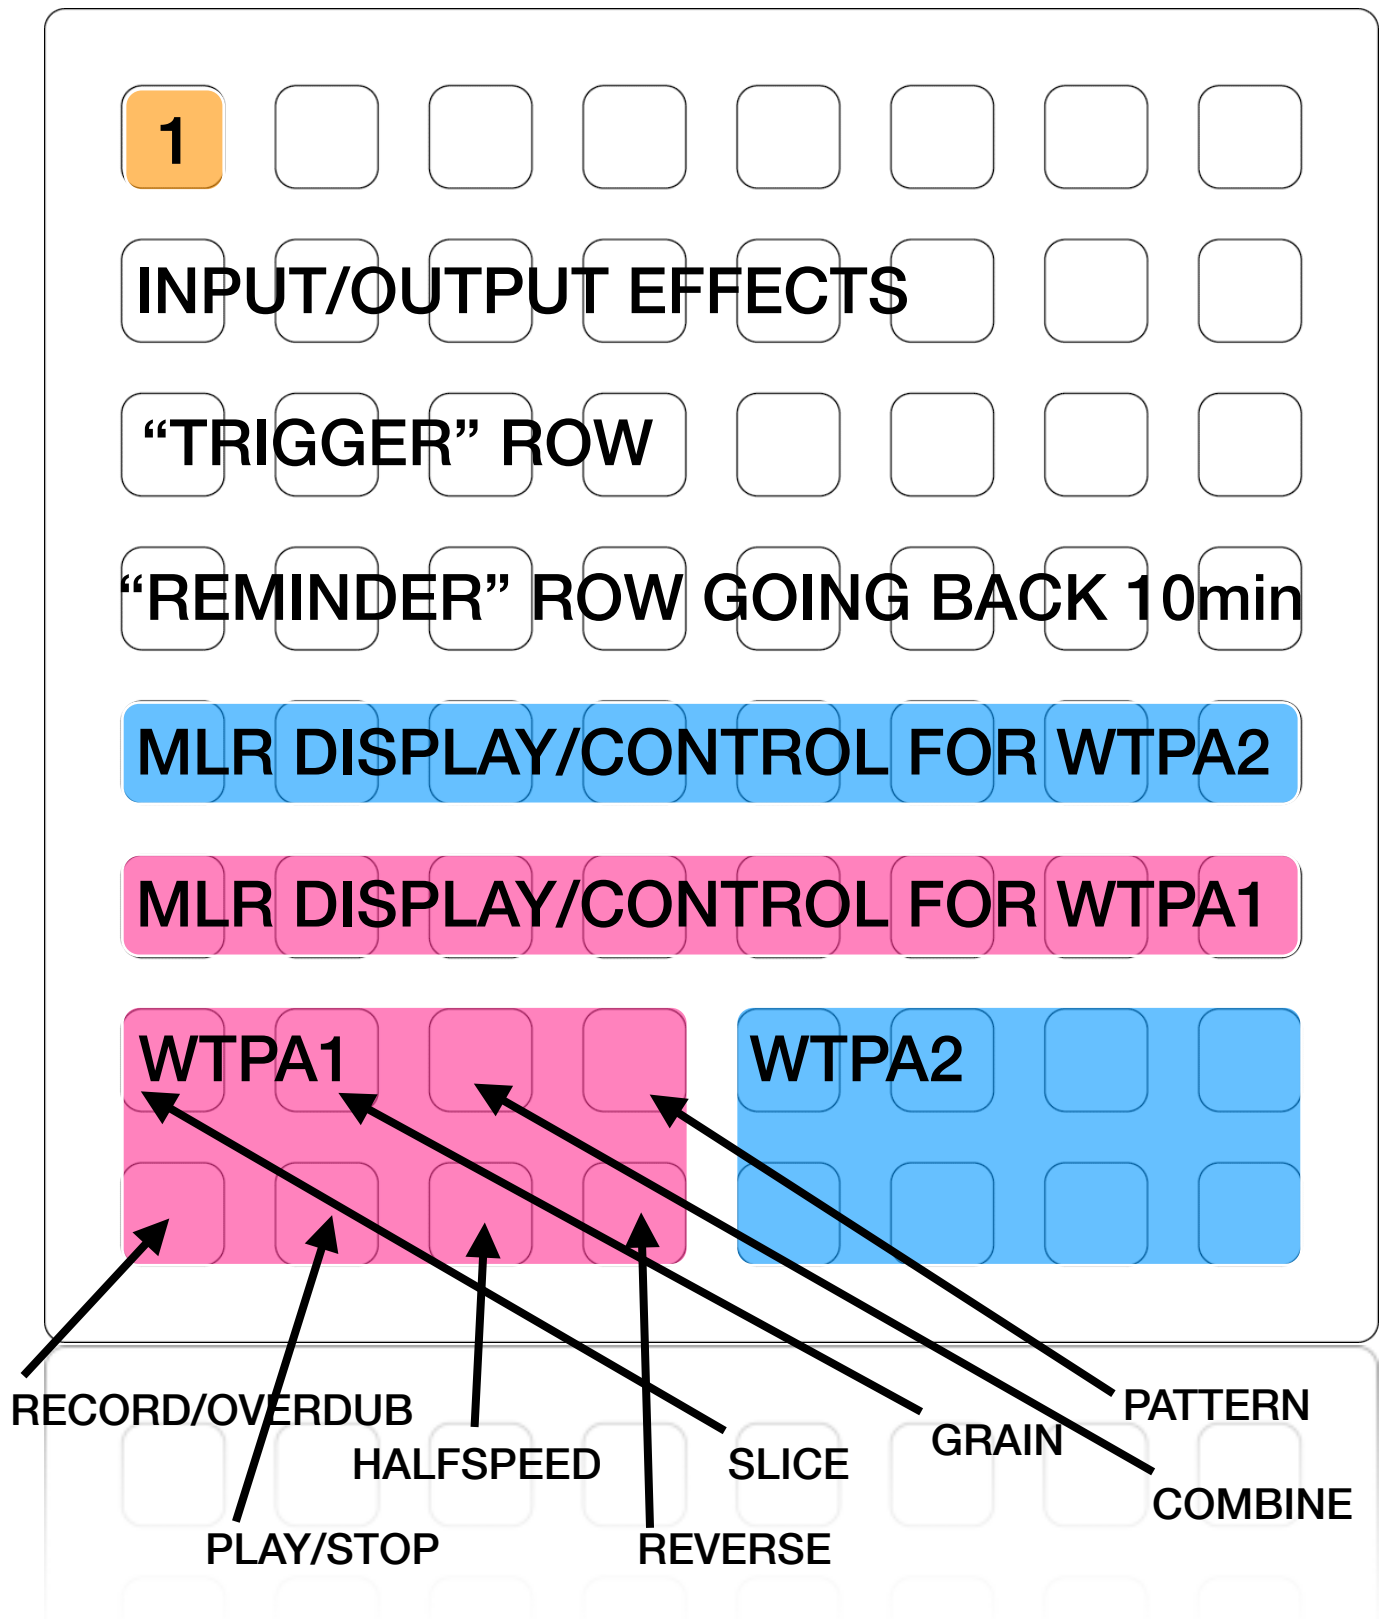 1
INPUT/OUTPUT EFFECTS
“TRIGGER” ROW
“REMINDER” ROW GOING BACK 10min
MLR DISPLAY/CONTROL FOR WTPA2
MLR DISPLAY/CONTROL FOR WTPA1
WTPA1
WTPA2
RECORD/OVERDUB
PATTERN
GRAIN
HALFSPEED
SLICE
COMBINE
PLAY/STOP
REVERSE